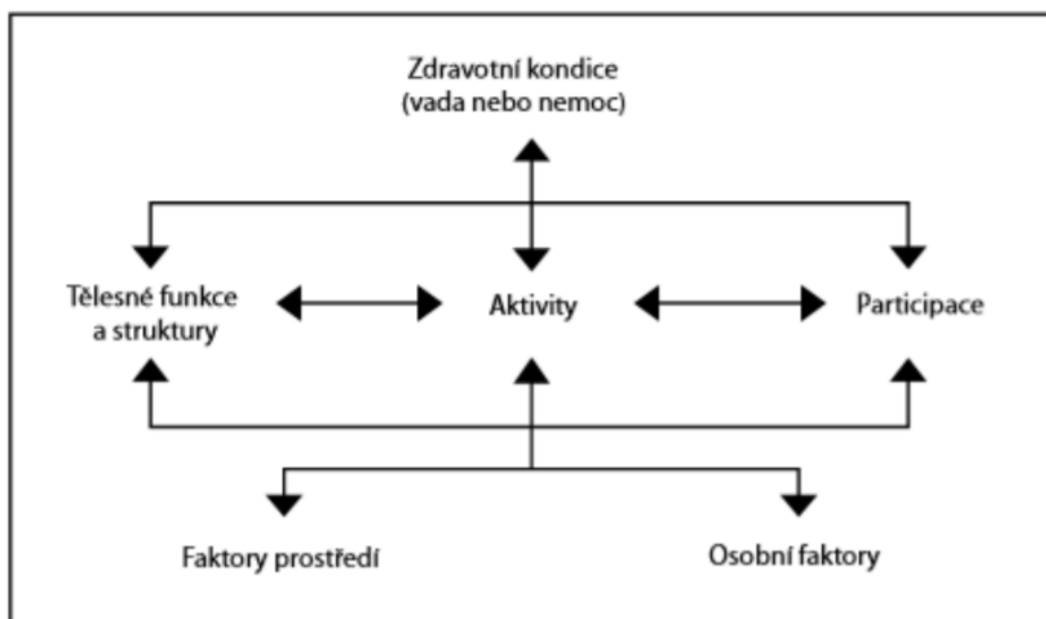 Zdravotní kondice
(vada nebo nemoc)
Tělesné funkce
a struktury
Aktivity
Participace
Faktory prostředí
Osobní faktory